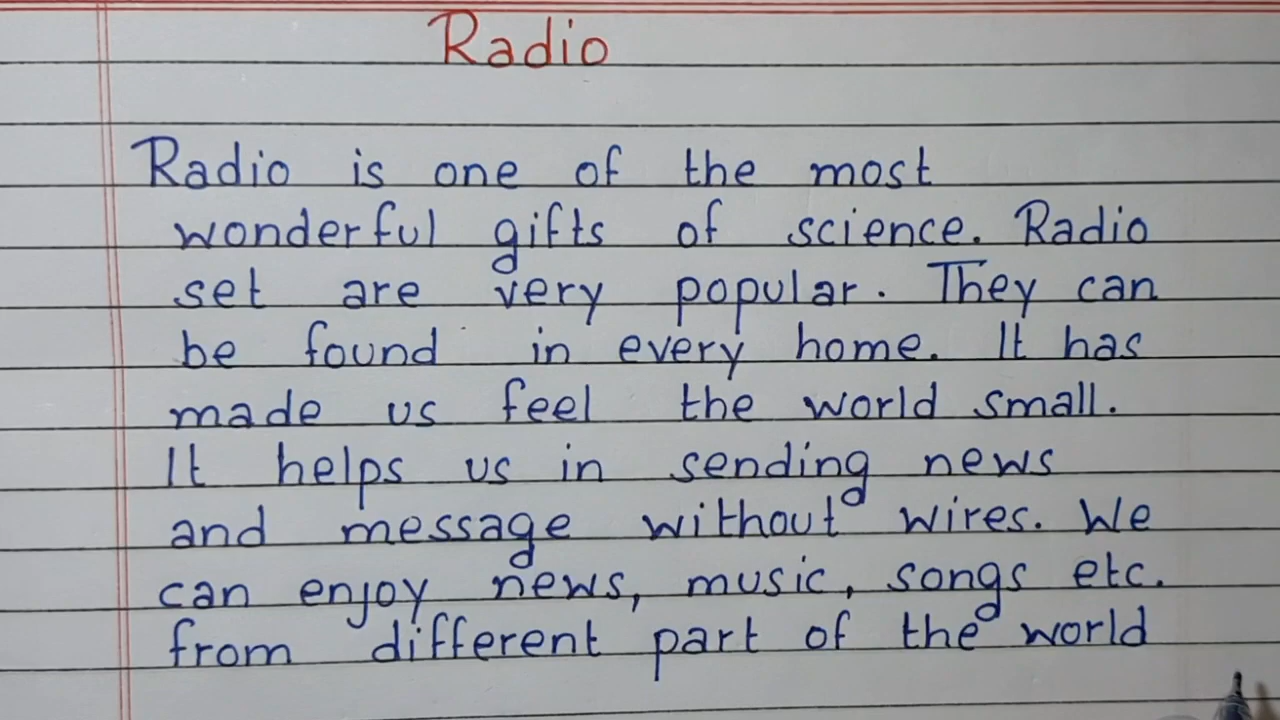 Radio
Radio is one of the most
wonderful gifts of science. Radio
set are very popular. They can
be found in every home. It has
made us feel the world small.
It helps us in sending news
and message without wires. We
can enjoy news, music, songs etc.
from different part of the world